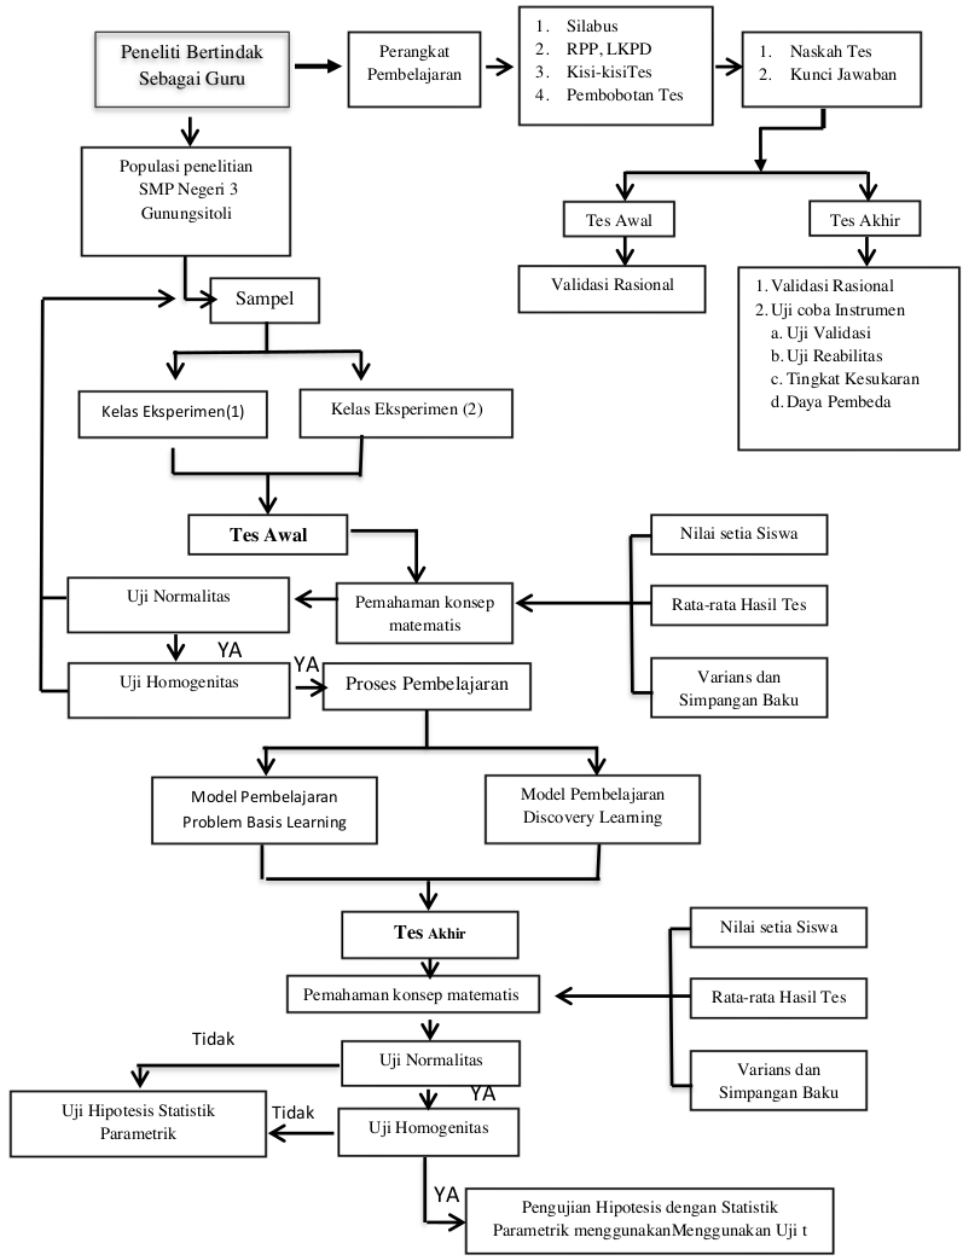 Peneliti Bertindak
Sebagai Guru
Perangkat
Pembelajaran
1. Silabus
2. RPP, LKPD
3. Kisi-kisiTes
4. Pembobotan Tes
1. Naskah Tes
2. Kunci Jawaban
Populasi penelitian
SMP Negeri 3
Gunungsitoli
Tes Awal
Tes Akhir
Validasi Rasional
1. Validasi Rasional
2. Uji coba Instrumen
a. Uji Validasi
b. Uji Reabilitas
c. Tingkat Kesukaran
d. Daya Pembeda
Sampel
Kelas Eksperimen(1)
Kelas Eksperimen (2)
Tes Awal
Nilai setia Siswa
Uji Normalitas
Pemahaman konsep
matematis
Rata-rata Hasil Tes
YA
Uji Homogenitas
YA
Proses Pembelajaran
Varians dan
Simpangan Baku
Model Pembelajaran
Problem Basis Learning
Model Pembelajaran
Discovery Learning
Tes Akhir
Nilai setia Siswa
Pemahaman konsep matematis
Rata-rata Hasil Tes
Tidak
Uji Normalitas
Varians dan
Simpangan Baku
YA
Uji Hipotesis Statistik
Parametrik
Tidak
Uji Homogenitas
YA
Pengujian Hipotesis dengan Statistik
Parametrik menggunakanMenggunakan Uji t